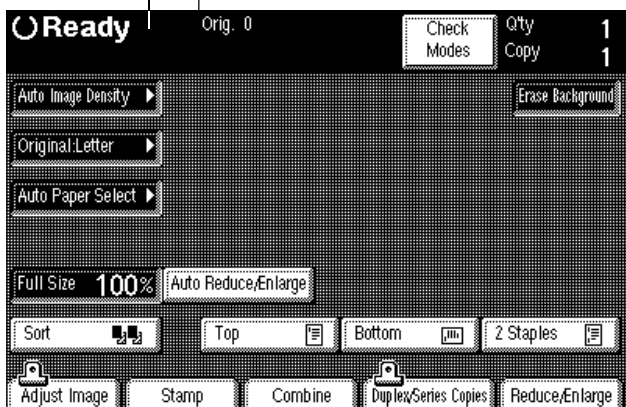 Ready Orig. 0 Check Modes Q'ty 1
Copy 1
Auto Image Density Erase Background
Original:Letter
Auto Paper Select
Full Size 100% Auto Reduce/Enlarge
Sort Top Bottom 2 Staples
Adjust Image Stamp Combine Duplex/Series Copies Reduce/Enlarge